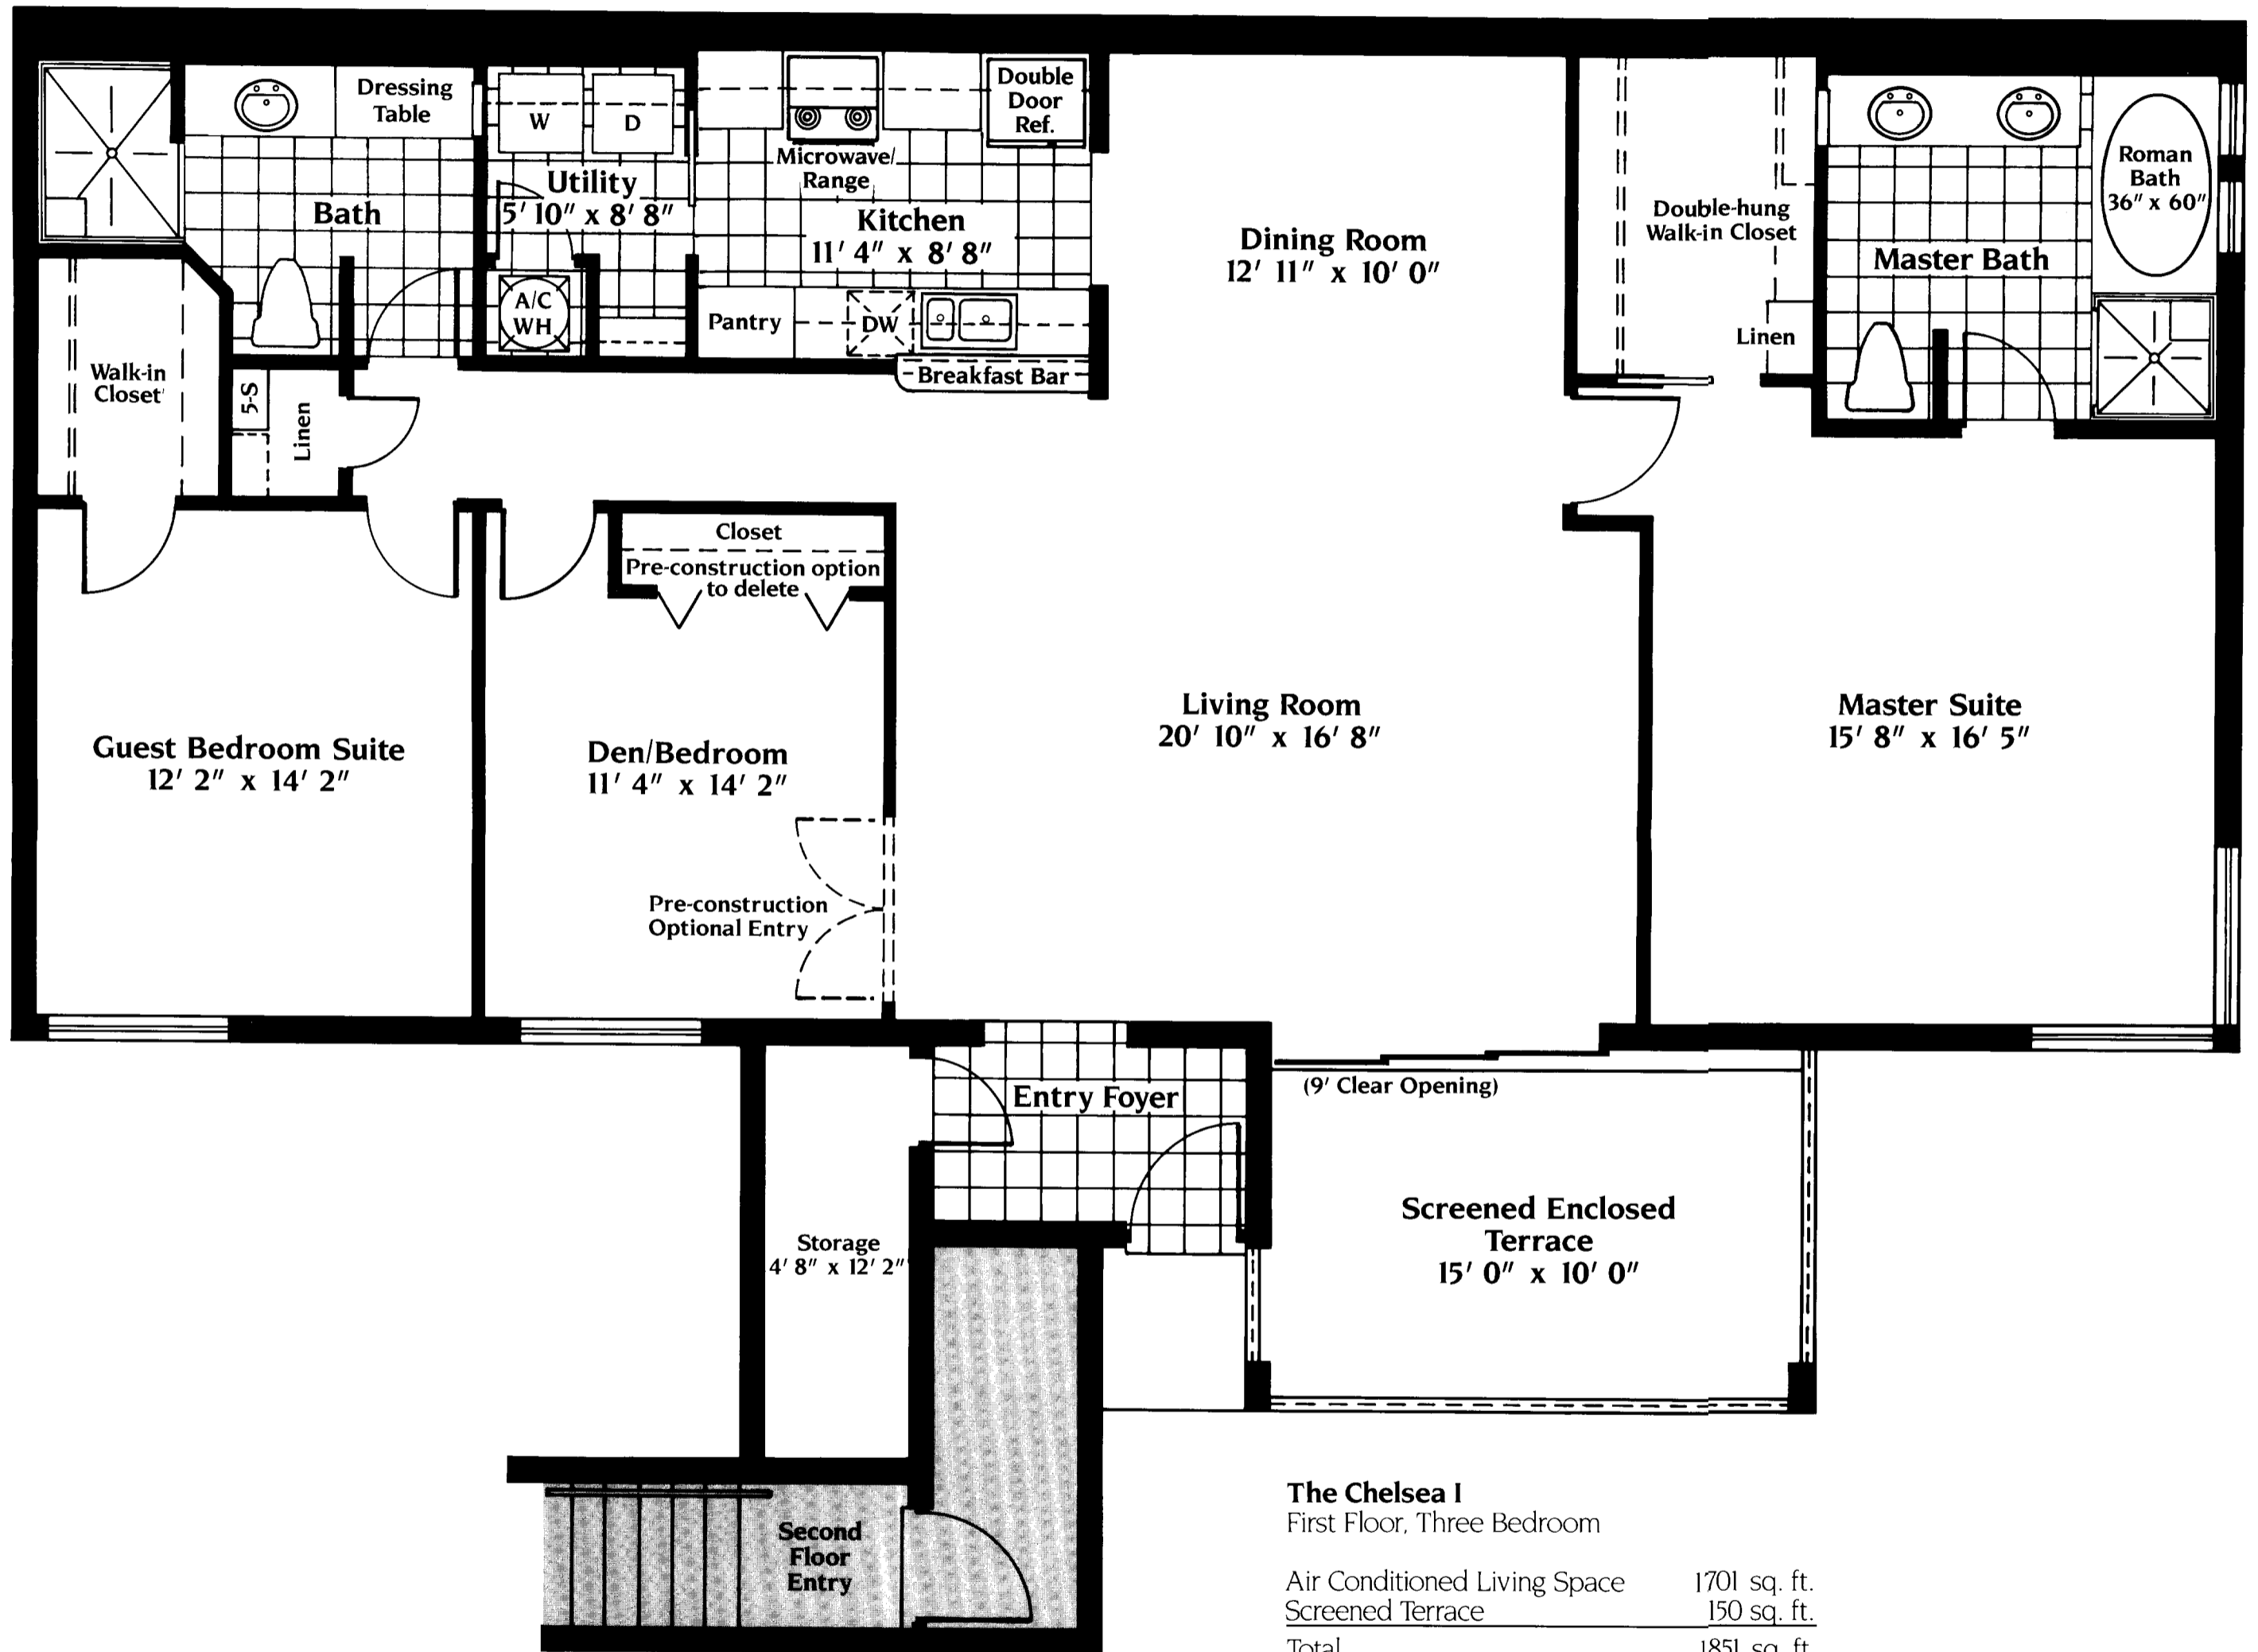 Dressing
Table
W
D
Double
Door
Ref.
Microwave/
Range
Bath
Utility
5' 10" x 8' 8"
Kitchen
11' 4" x 8' 8"
Dining Room
12' 11" x 10' 0"
Double-hung
Walk-in Closet
Roman
Bath
36" x 60"
Master Bath
A/C
WH
Pantry
DW
Linen
Breakfast Bar
Walk-in
Closet
5-S
Linen
Closet
Pre-construction option
to delete
Guest Bedroom Suite
12' 2" x 14' 2"
Den/Bedroom
11' 4" x 14' 2"
Living Room
20' 10" x 16' 8"
Master Suite
15' 8" x 16' 5"
Pre-construction
Optional Entry
(9' Clear Opening)
Entry Foyer
Storage
4' 8" x 12' 2"
Screened Enclosed
Terrace
15' 0" x 10' 0"
Second
Floor
Entry
The Chelsea I
First Floor, Three Bedroom
Air Conditioned Living Space 1701 sq. ft.
Screened Terrace 150 sq. ft.
Total 1851 sq. ft.